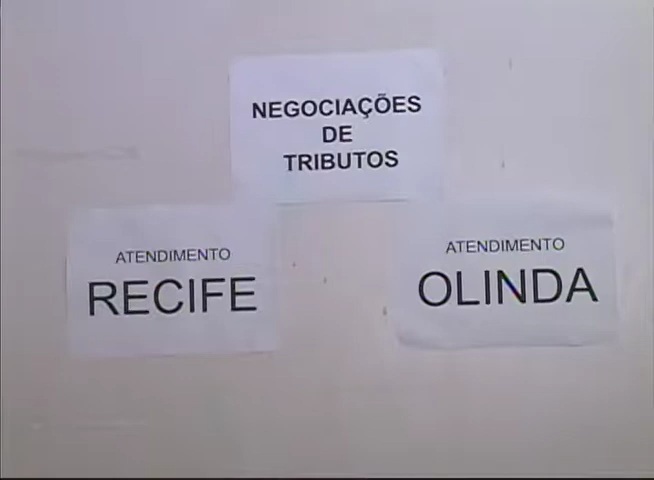 NEGOCIAÇÕES
DE
TRIBUTOS
ATENDIMENTO
RECIFE
ATENDIMENTO
OLINDA